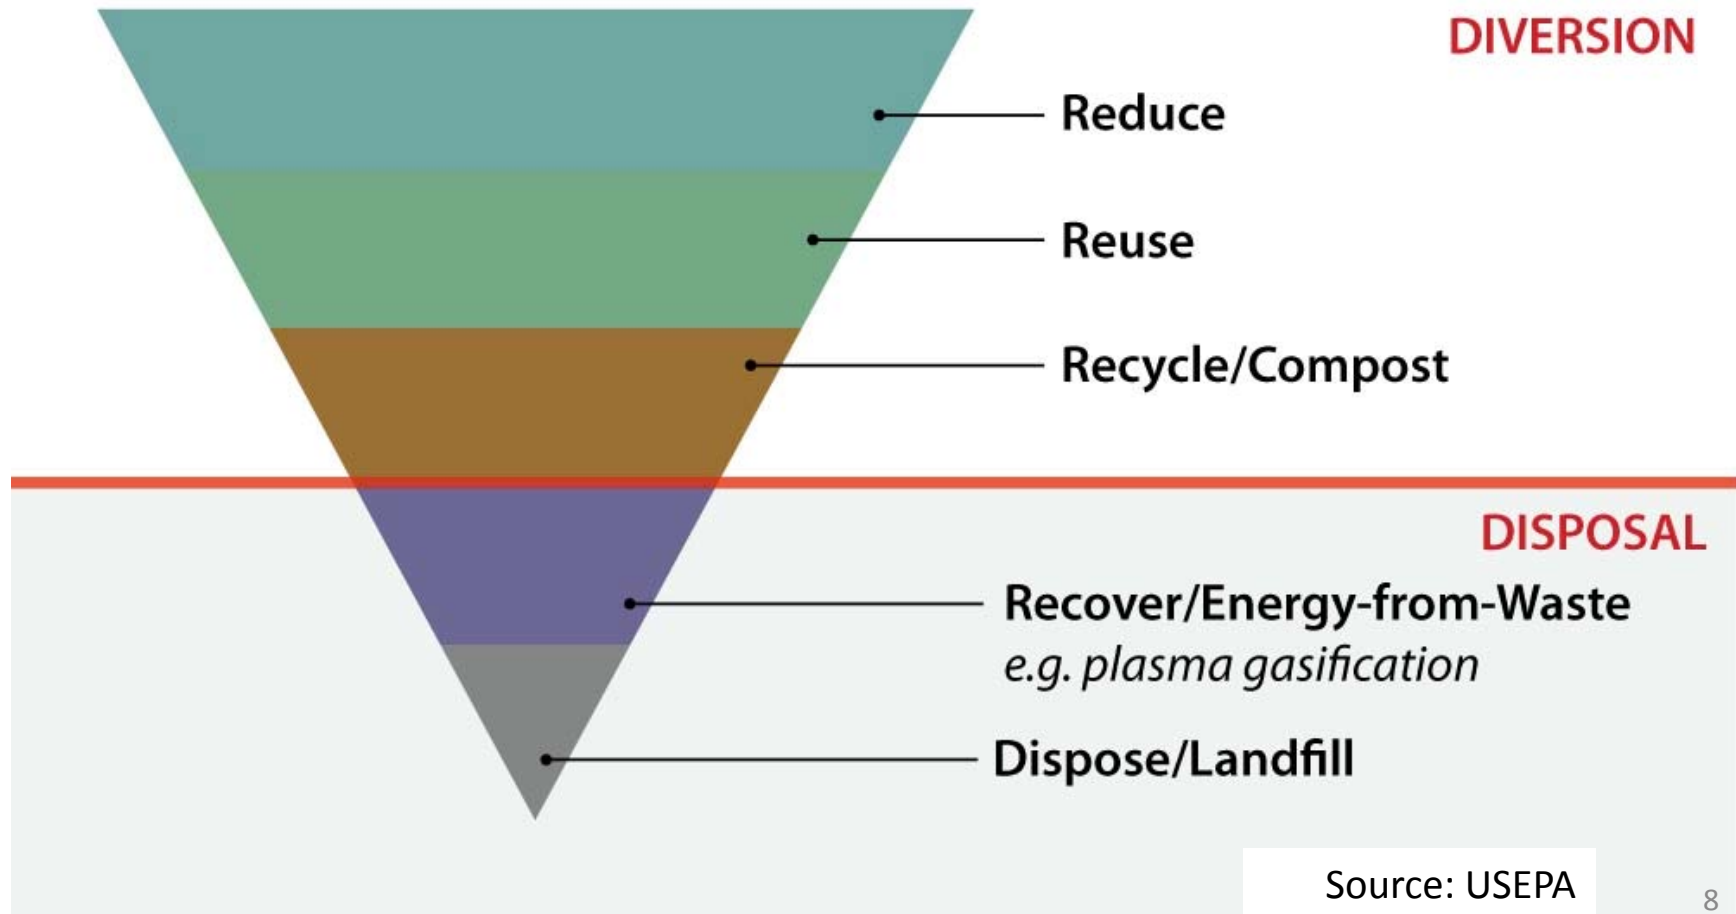 DIVERSION
Reduce
Reuse
Recycle/Compost
DISPOSAL
Recover/Energy-from-Waste
e.g. plasma gasification
Dispose/Landfill
Source: USEPA
8